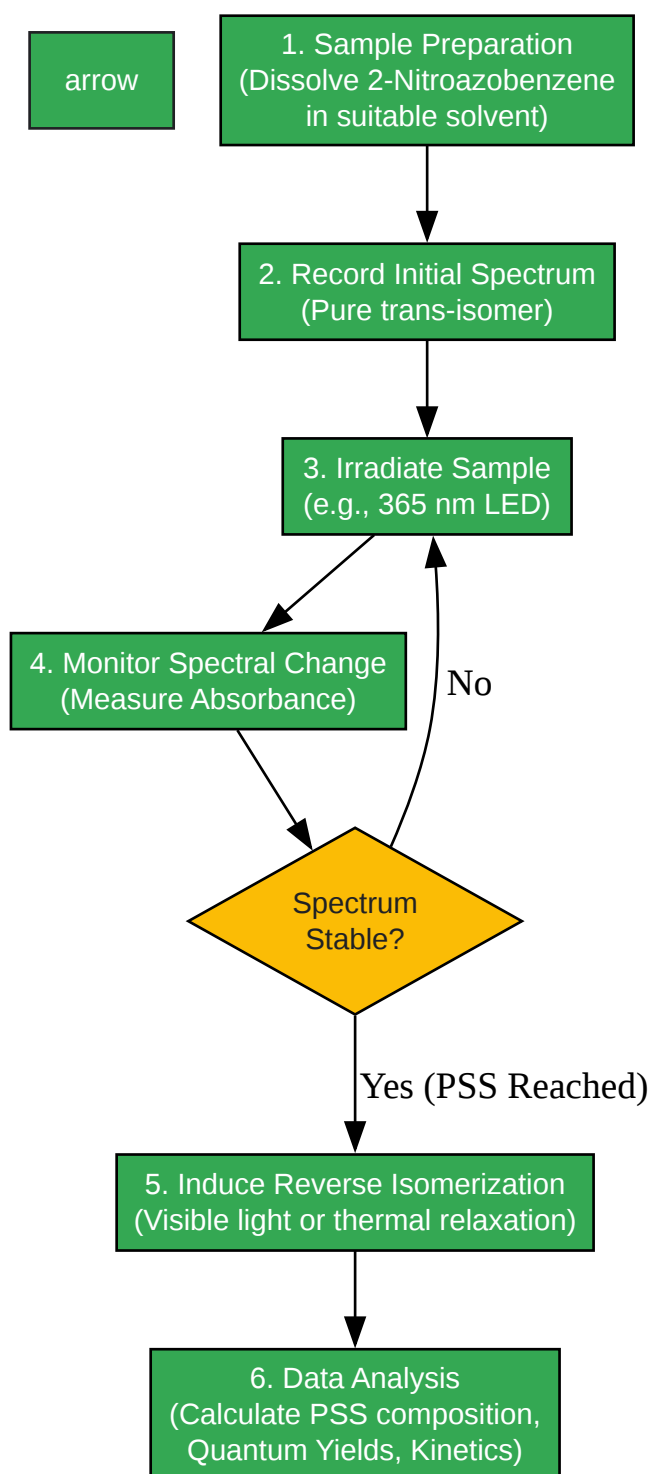 arrow
1. Sample Preparation
(Dissolve 2-Nitroazobenzene
in suitable solvent)
2. Record Initial Spectrum
(Pure trans-isomer)
3. Irradiate Sample
(e.g., 365 nm LED)
4. Monitor Spectral Change
(Measure Absorbance)
No
Spectrum
Stable?
Yes (PSS Reached)
5. Induce Reverse Isomerization
(Visible light or thermal relaxation)
6. Data Analysis
(Calculate PSS composition,
Quantum Yields, Kinetics)